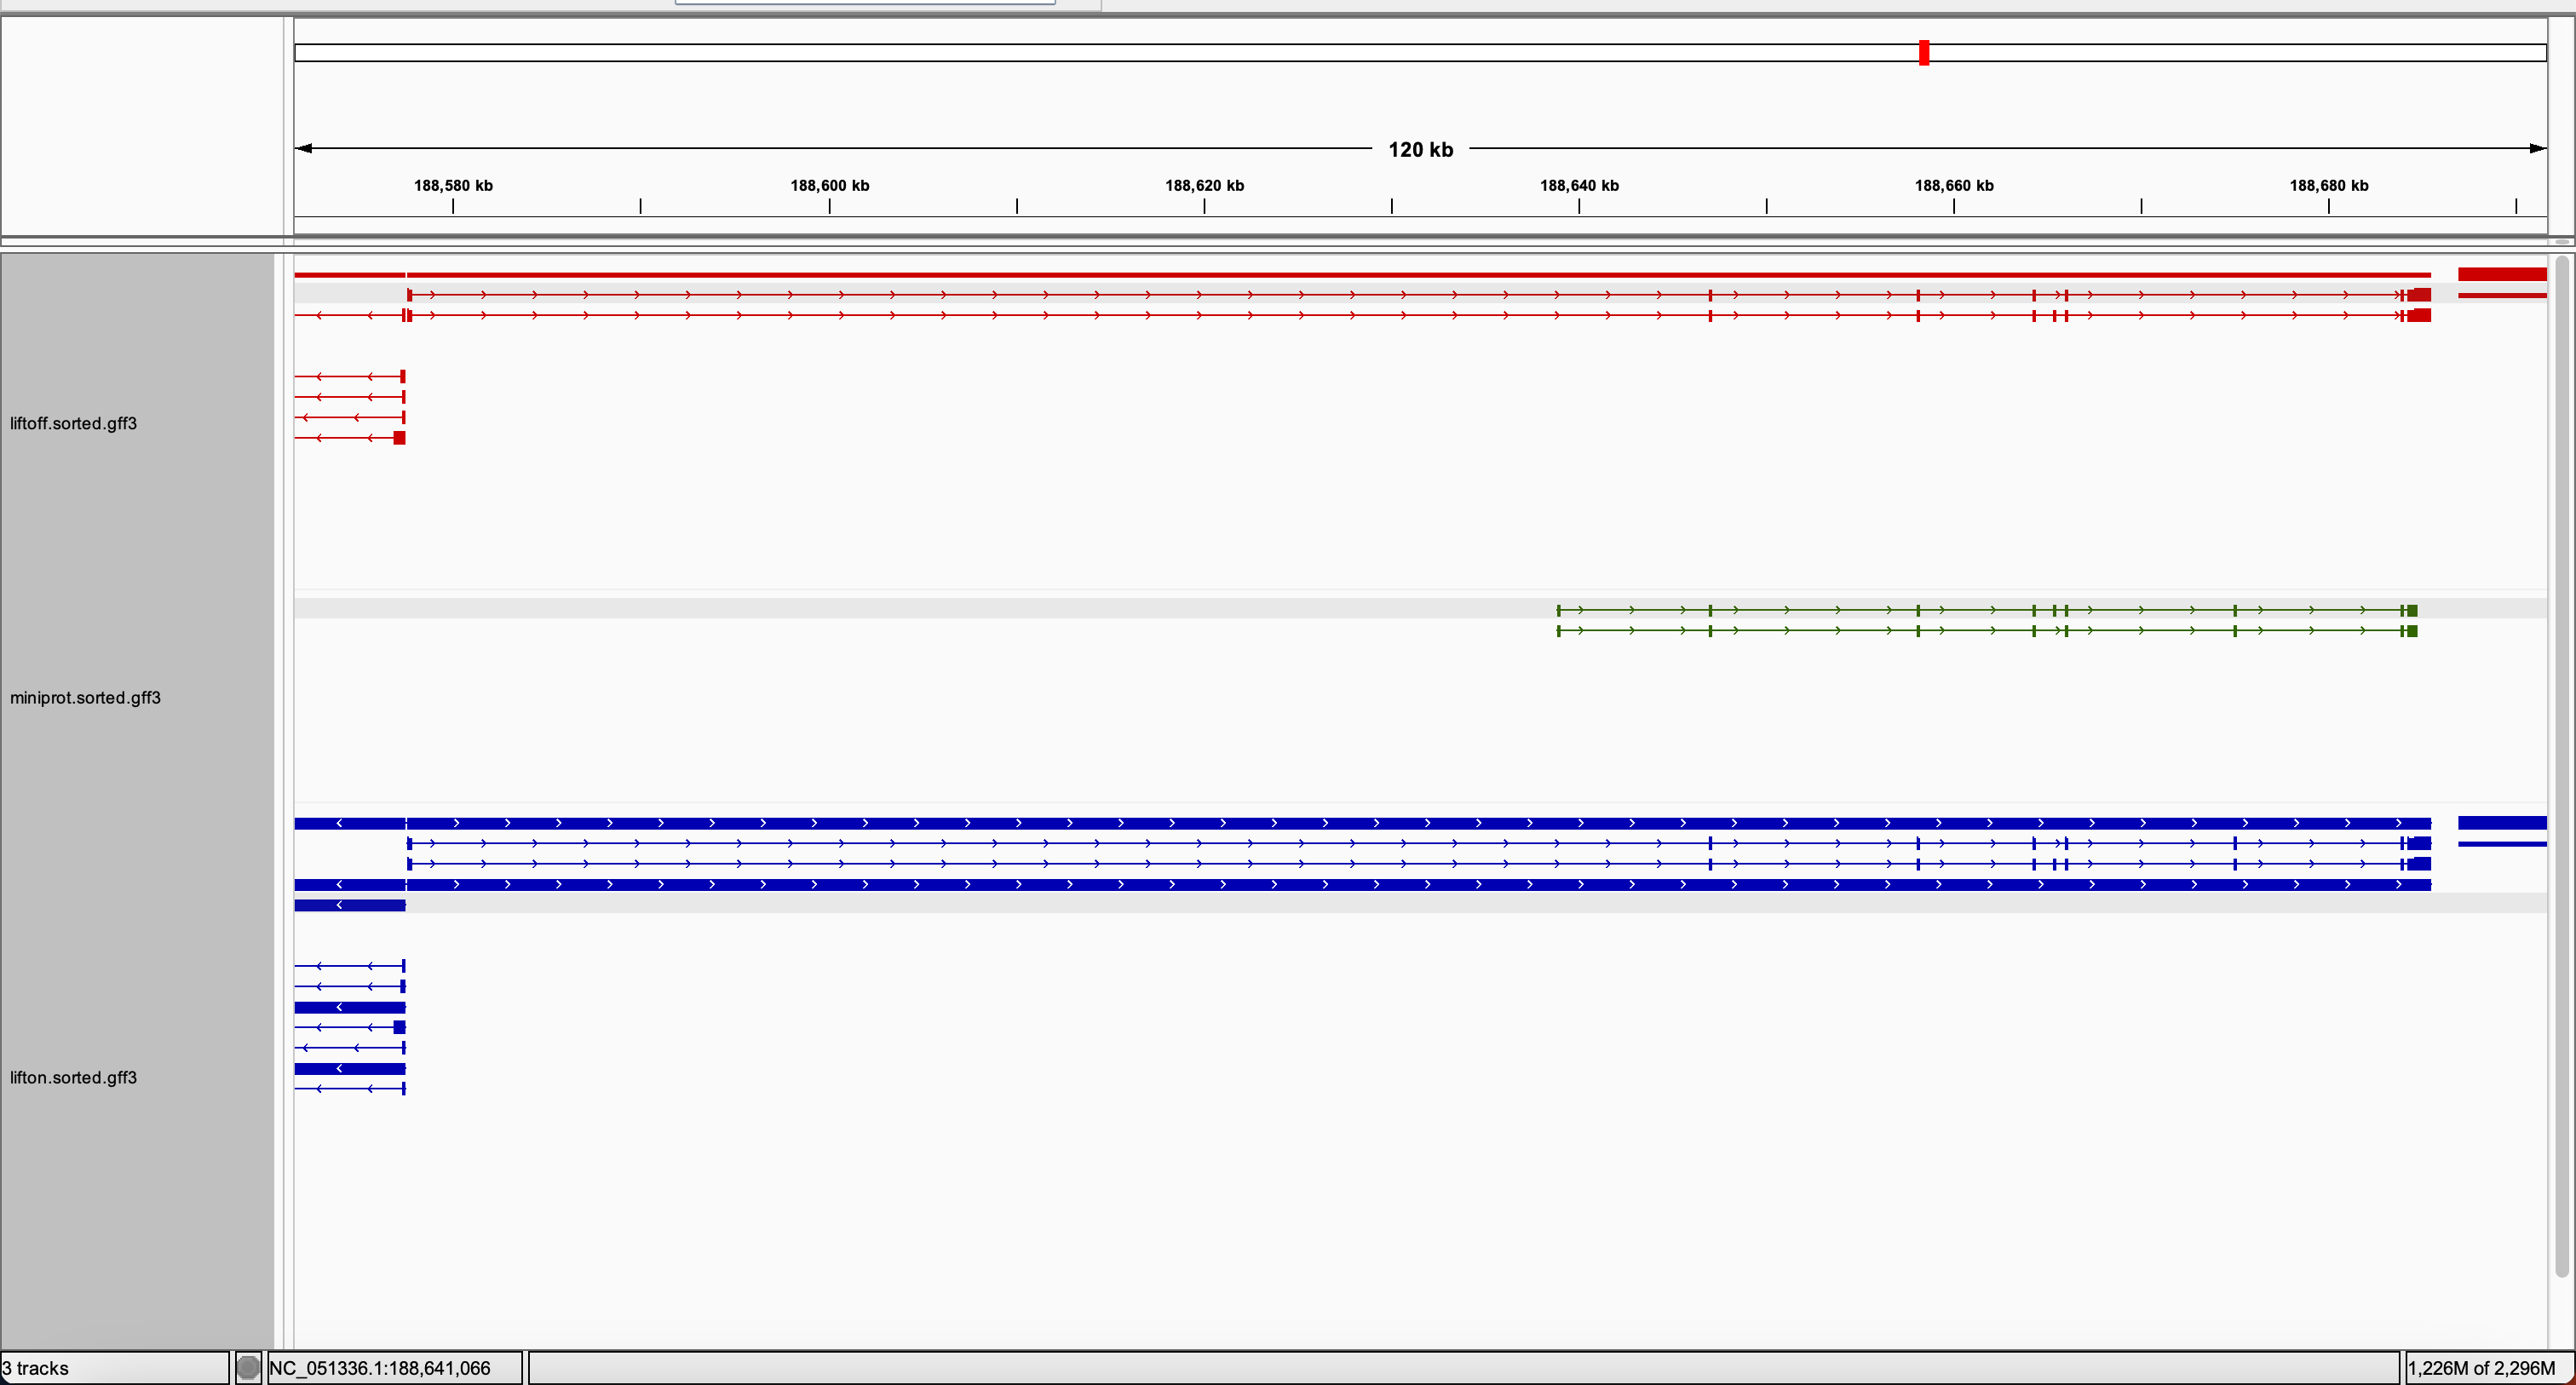 120 kb
188,580 kb 188,600 kb 188,620 kb 188,640 kb 188,660 kb 188,680 kb
liftoff.sorted.gff3
miniprot.sorted.gff3
lifton.sorted.gff3
3 tracks NC_051336.1:188,641,066 1,226M of 2,296M